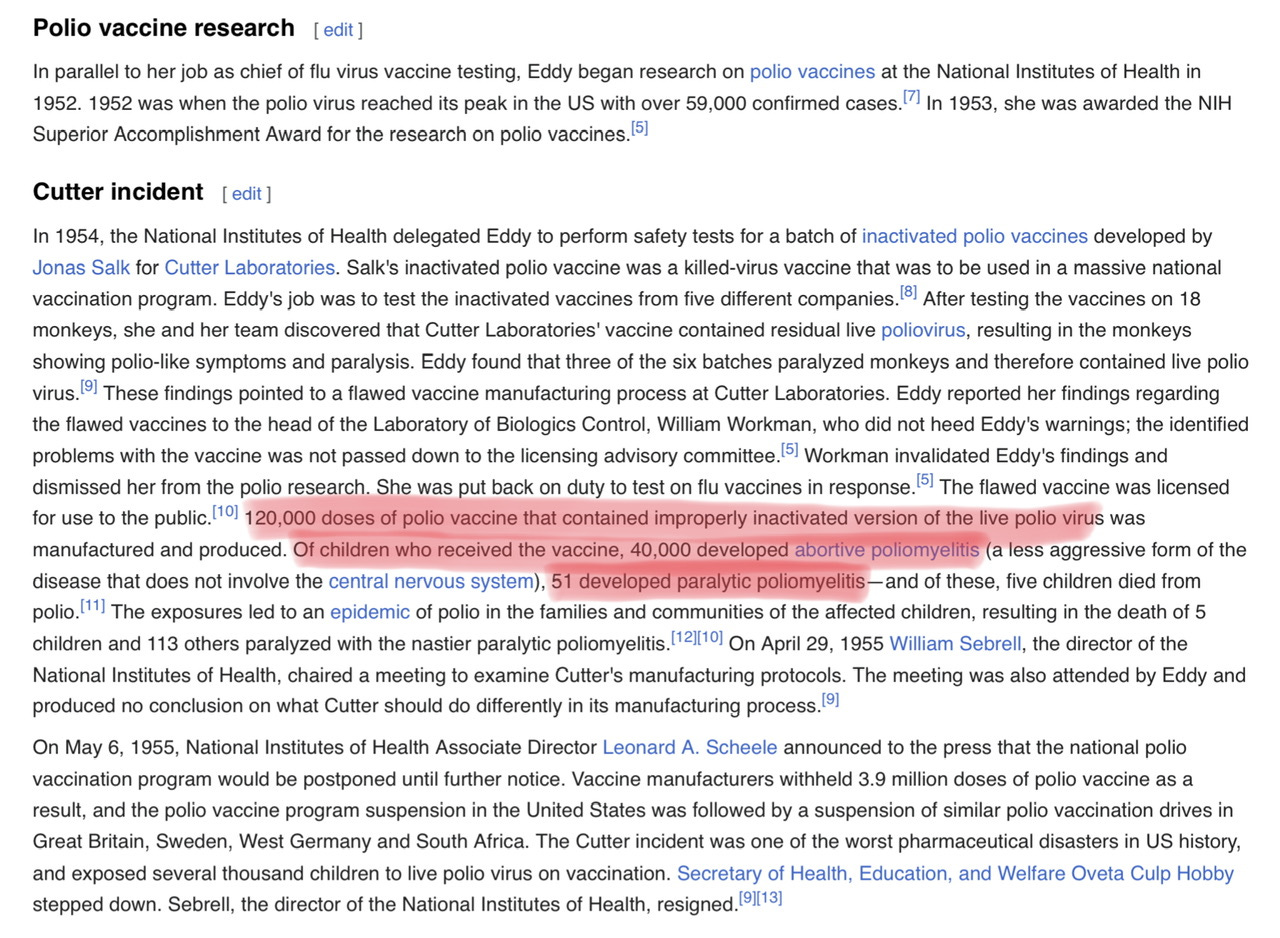 Polio vaccine research [ edit ]
In parallel to her job as chief of flu virus vaccine testing, Eddy began research on polio vaccines at the National Institutes of Health in
1952. 1952 was when the polio virus reached its peak in the US with over 59,000 confirmed cases.[7] In 1953, she was awarded the NIH
Superior Accomplishment Award for the research on polio vaccines.[5]
Cutter incident [ edit ]
In 1954, the National Institutes of Health delegated Eddy to perform safety tests for a batch of inactivated polio vaccines developed by
Jonas Salk for Cutter Laboratories. Salk's inactivated polio vaccine was a killed-virus vaccine that was to be used in a massive national
vaccination program. Eddy's job was to test the inactivated vaccines from five different companies.[8] After testing the vaccines on 18
monkeys, she and her team discovered that Cutter Laboratories' vaccine contained residual live poliovirus, resulting in the monkeys
showing polio-like symptoms and paralysis. Eddy found that three of the six batches paralyzed monkeys and therefore contained live polio
virus.[9] These findings pointed to a flawed vaccine manufacturing process at Cutter Laboratories. Eddy reported her findings regarding
the flawed vaccines to the head of the Laboratory of Biologics Control, William Workman, who did not heed Eddy's warnings; the identified
problems with the vaccine was not passed down to the licensing advisory committee.[5] Workman invalidated Eddy's findings and
dismissed her from the polio research. She was put back on duty to test on flu vaccines in response.[5] The flawed vaccine was licensed
for use to the public.[10] 120,000 doses of polio vaccine that contained improperly inactivated version of the live polio virus was
manufactured and produced. Of children who received the vaccine, 40,000 developed abortive poliomyelitis (a less aggressive form of the
disease that does not involve the central nervous system), 51 developed paralytic poliomyelitis—and of these, five children died from
polio.[11] The exposures led to an epidemic of polio in the families and communities of the affected children, resulting in the death of 5
children and 113 others paralyzed with the nastier paralytic poliomyelitis.[12][10] On April 29, 1955 William Sebrell, the director of the
National Institutes of Health, chaired a meeting to examine Cutter's manufacturing protocols. The meeting was also attended by Eddy and
produced no conclusion on what Cutter should do differently in its manufacturing process.[9]
On May 6, 1955, National Institutes of Health Associate Director Leonard A. Scheele announced to the press that the national polio
vaccination program would be postponed until further notice. Vaccine manufacturers withheld 3.9 million doses of polio vaccine as a
result, and the polio vaccine program suspension in the United States was followed by a suspension of similar polio vaccination drives in
Great Britain, Sweden, West Germany and South Africa. The Cutter incident was one of the worst pharmaceutical disasters in US history,
and exposed several thousand children to live polio virus on vaccination. Secretary of Health, Education, and Welfare Oveta Culp Hobby
stepped down. Sebrell, the director of the National Institutes of Health, resigned.[9][13]